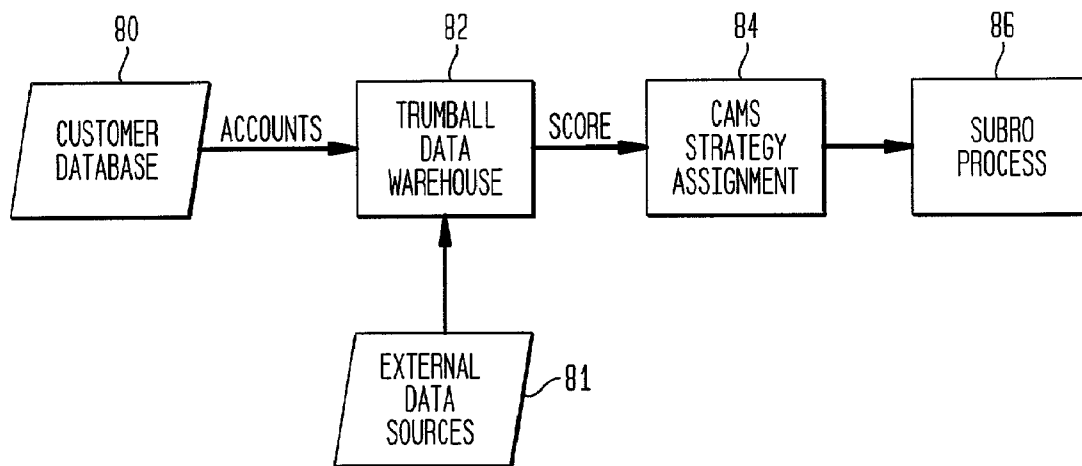 80
82
84
86
CUSTOMER
DATABASE
ACCOUNTS
TRUMBALL
DATA
WAREHOUSE
SCORE
CAMS
STRATEGY
ASSIGNMENT
SUBRO
PROCESS
EXTERNAL
DATA
SOURCES
81